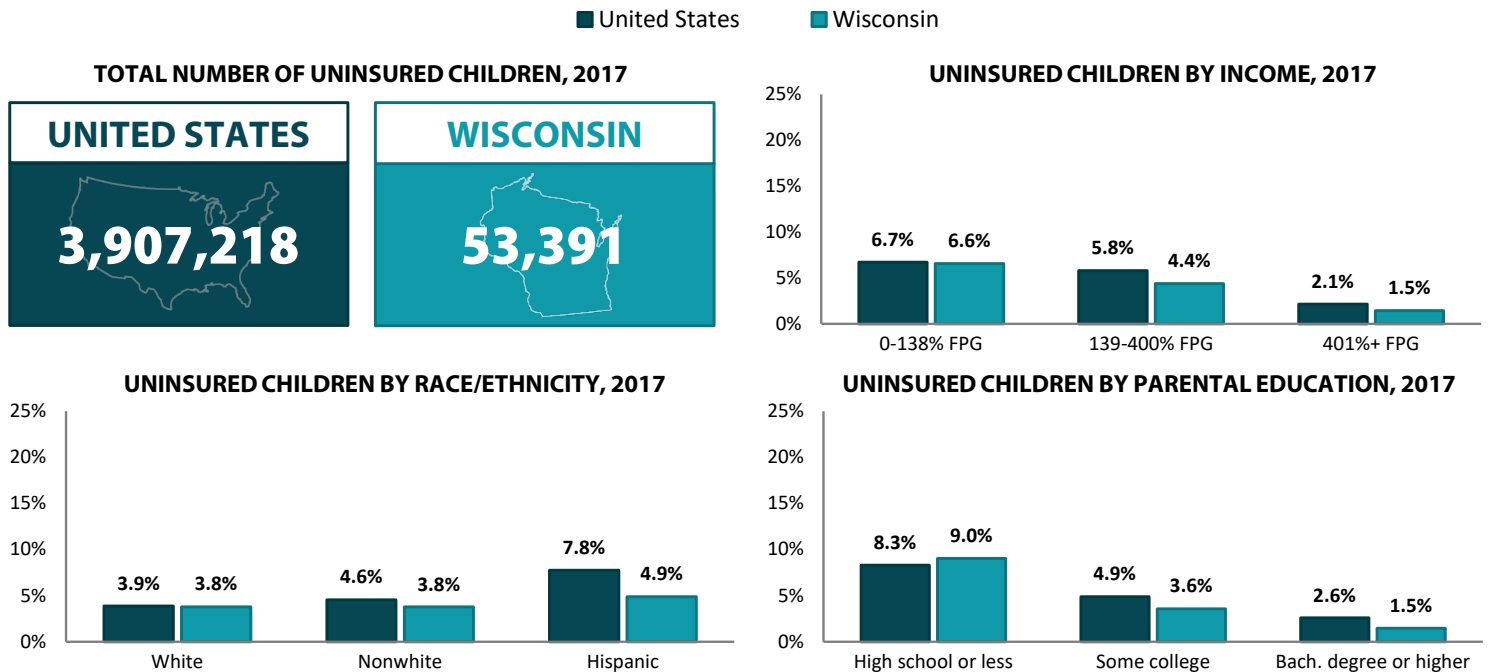 United States Wisconsin
TOTAL NUMBER OF UNINSURED CHILDREN, 2017
UNITED STATES
3,907,218
WISCONSIN
53,391
UNINSURED CHILDREN BY INCOME, 2017
25%
20%
15%
10%
5%
0%
6.7% 6.6% 5.8% 4.4% 2.1% 1.5%
0-138% FPG 139-400% FPG 401%+ FPG
UNINSURED CHILDREN BY RACE/ETHNICITY, 2017
25%
20%
15%
10%
5%
0%
3.9% 3.8% 4.6% 3.8% 7.8% 4.9%
White Nonwhite Hispanic
UNINSURED CHILDREN BY PARENTAL EDUCATION, 2017
25%
20%
15%
10%
5%
0%
8.3% 9.0% 4.9% 3.6% 2.6% 1.5%
High school or less Some college Bach. degree or higher